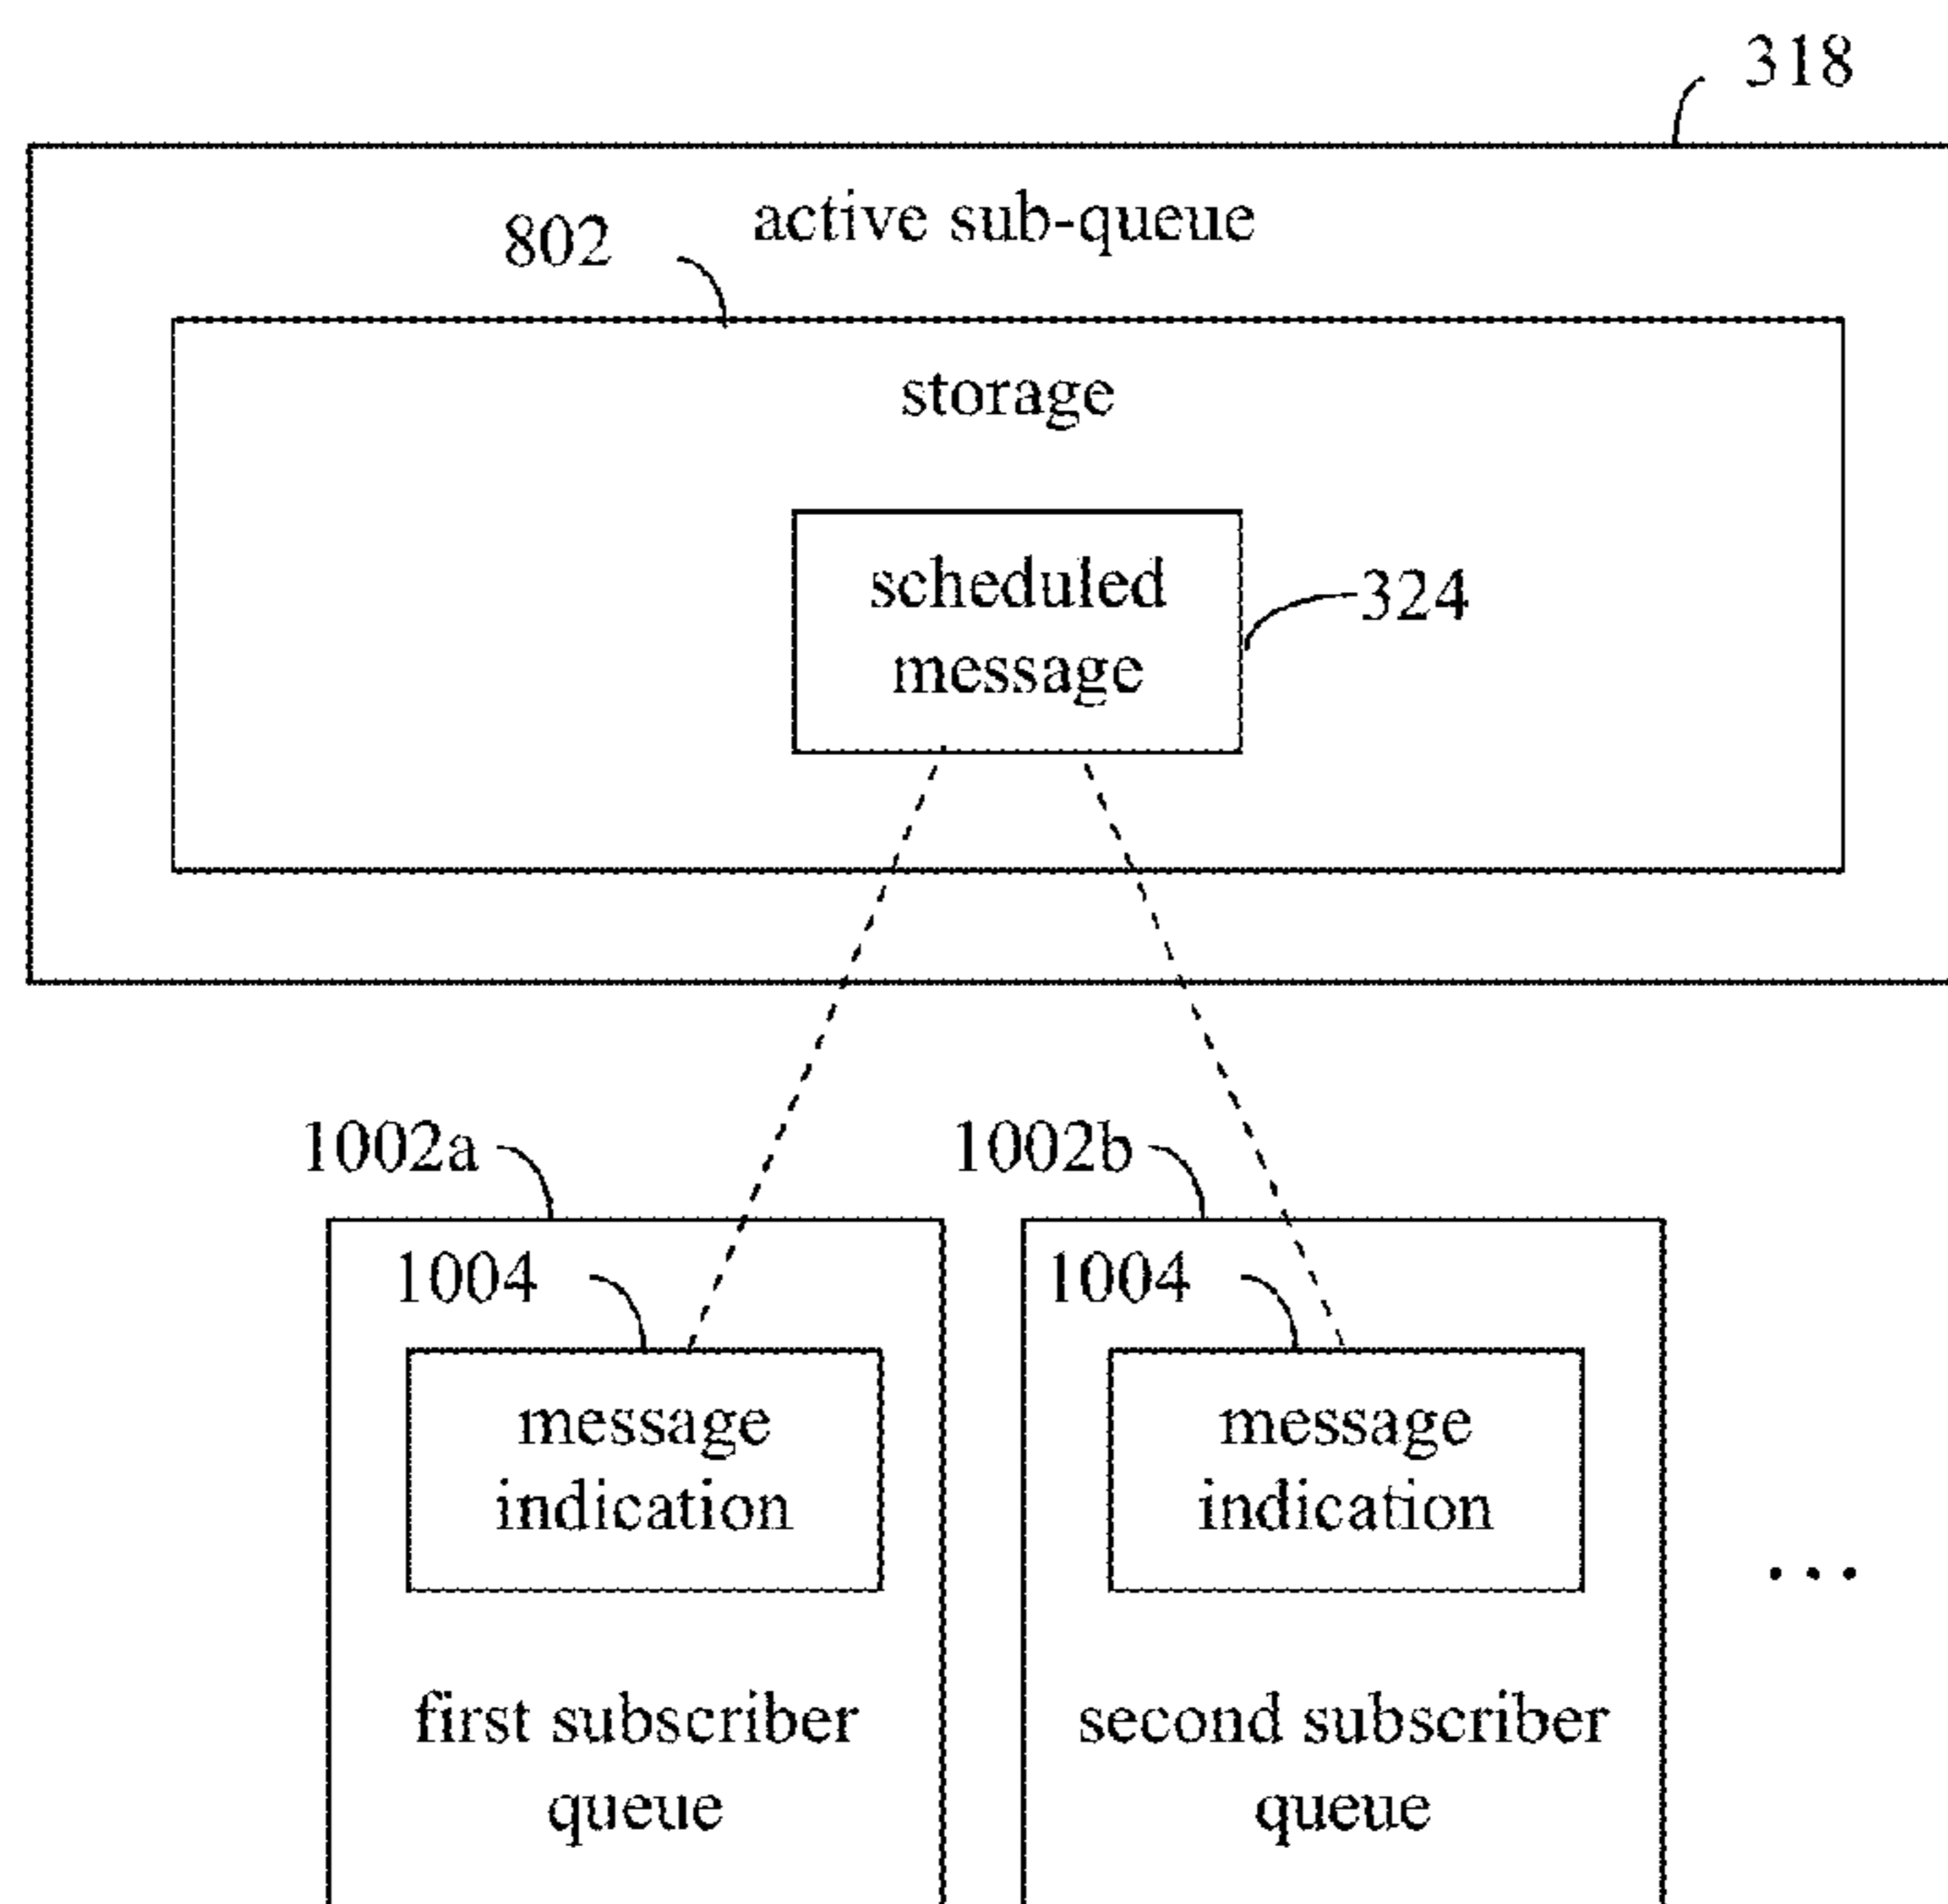 318
active sub-queue
802
storage
scheduled
message
324
1002a
1002b
1004
1004
message
indication
message
indication
...
first subscriber
queue
second subscriber
queue